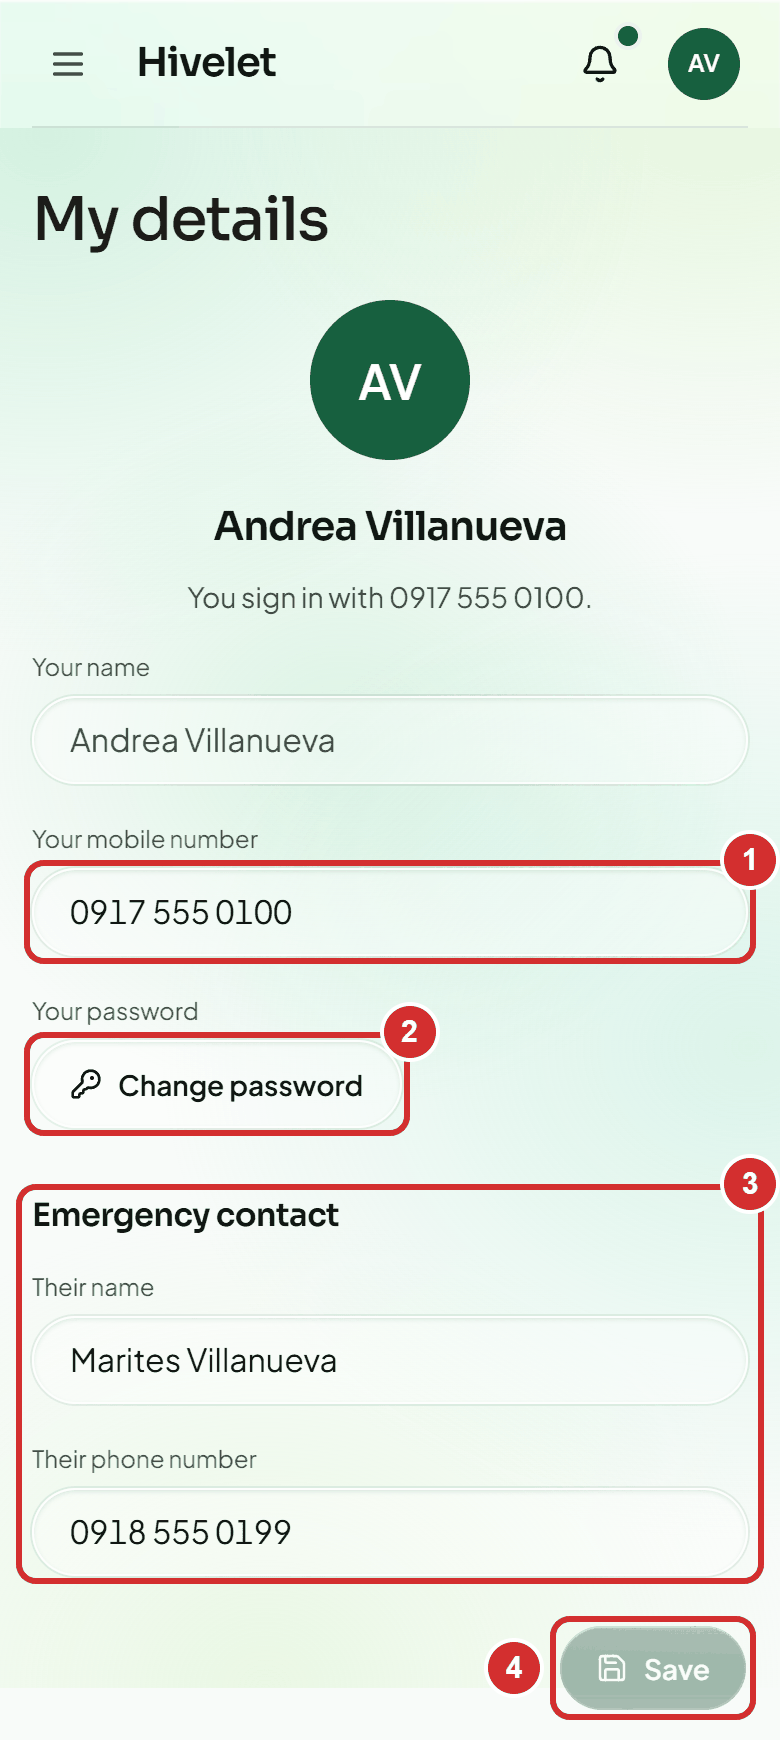 Hivelet
AV
My details
AV
Andrea Villanueva
You sign in with 0917 555 0100.
Your name
Andrea Villanueva
Your mobile number
1
0917 555 0100
Your password
2
Change password
3
Emergency contact
Their name
Marites Villanueva
Their phone number
0918 555 0199
4
Save